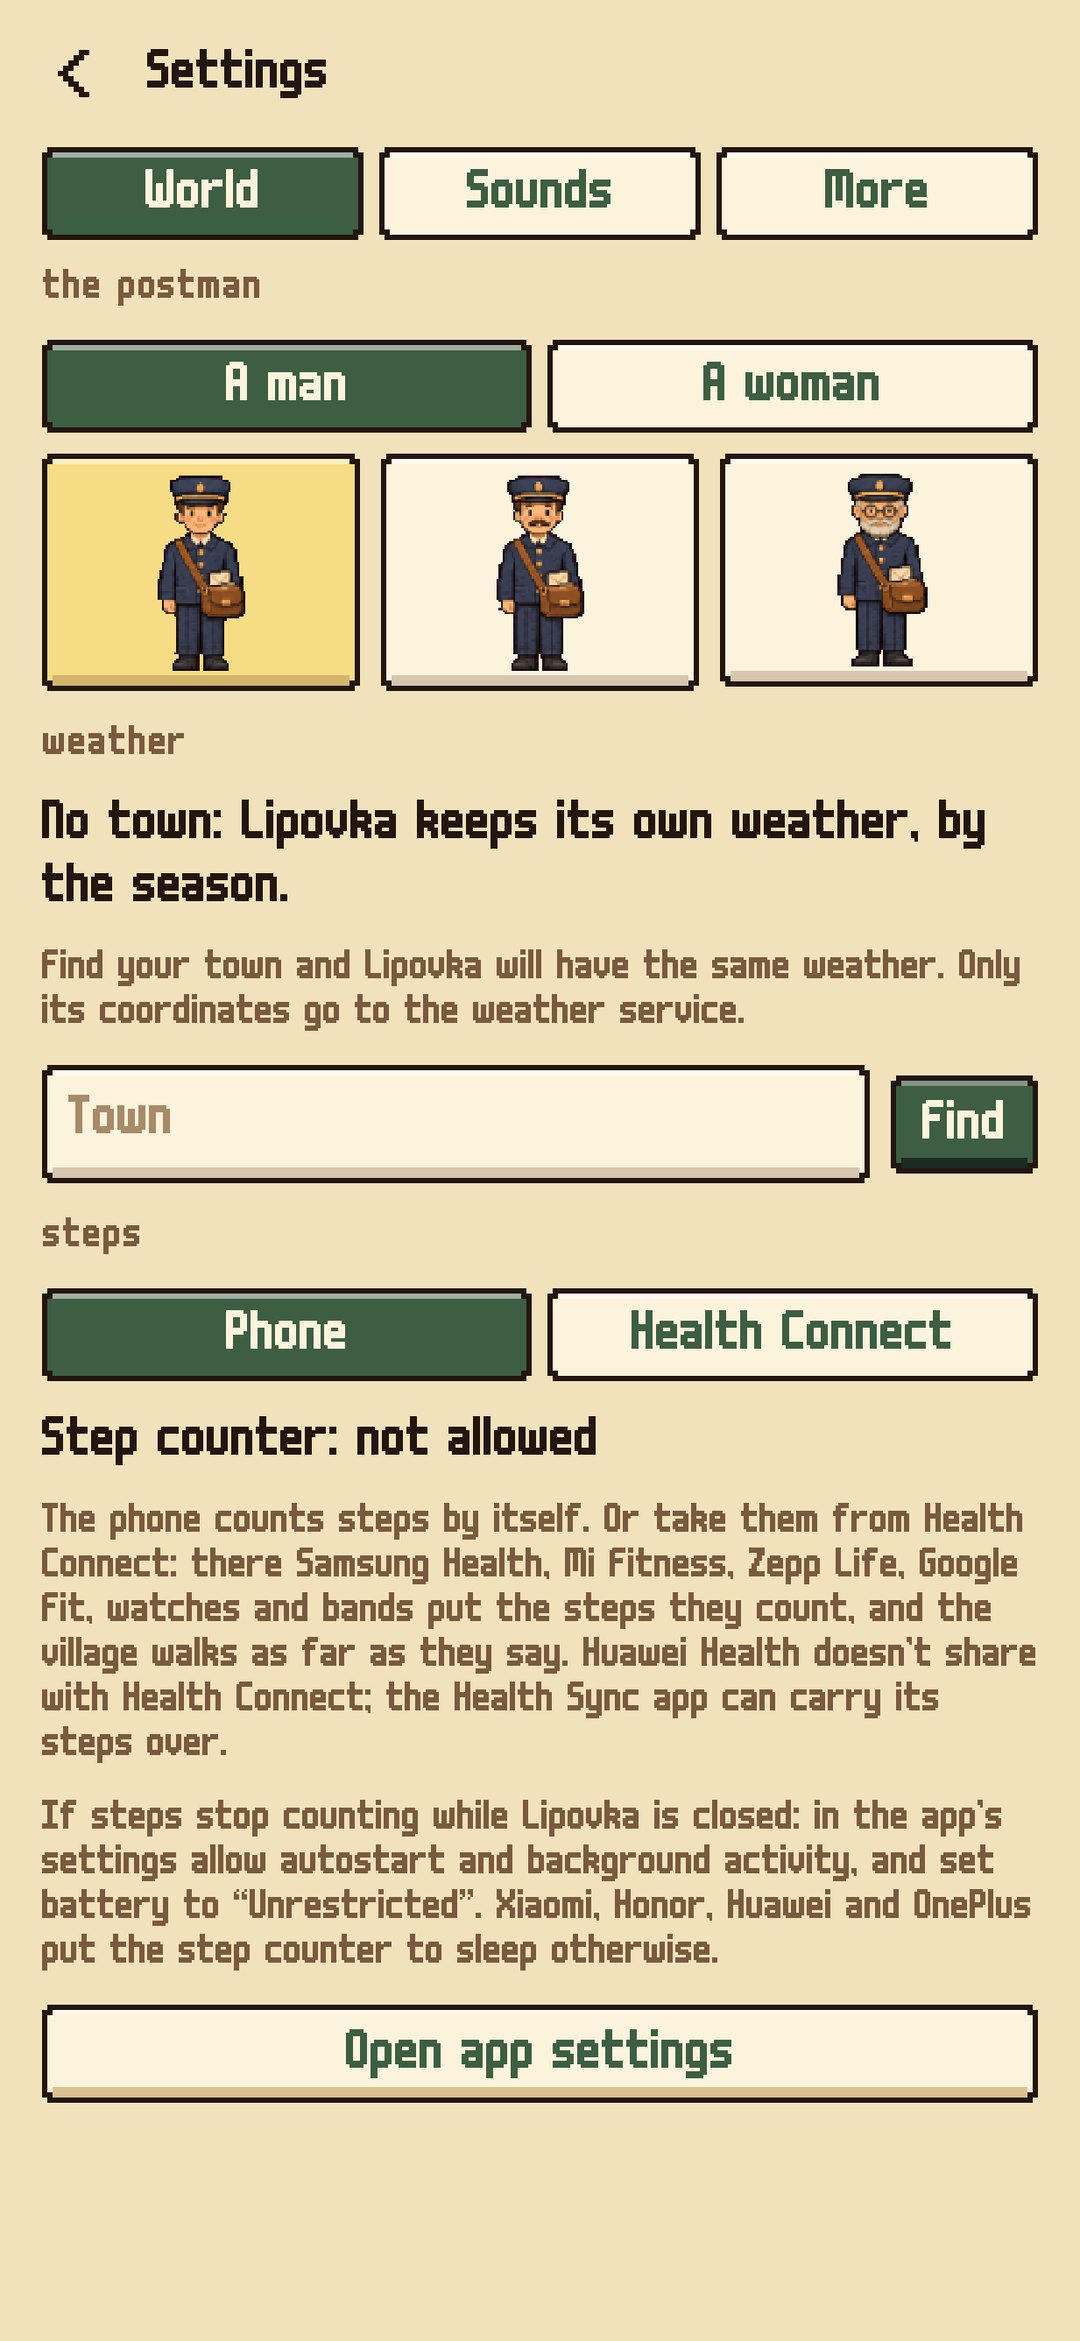 Settings
World
Sounds
More
the postman
A man
A woman
weather
No town: Lipovka keeps its own weather, by
the season.
Find your town and Lipovka will have the same weather. Only
its coordinates go to the weather service.
Town
Find
steps
Phone
Health Connect
Step counter: not allowed
The phone counts steps by itself. Or take them from Health
Connect: there Samsung Health, Mi Fitness, Zepp Life, Google
Fit, watches and bands put the steps they count, and the
village walks as far as they say. Huawei Health doesn't share
with Health Connect; the Health Sync app can carry its
steps over.
If steps stop counting while Lipovka is closed: in the app's
settings allow autostart and background activity, and set
battery to “Unrestricted”. Xiaomi, Honor, Huawei and OnePlus
put the step counter to sleep otherwise.
Open app settings